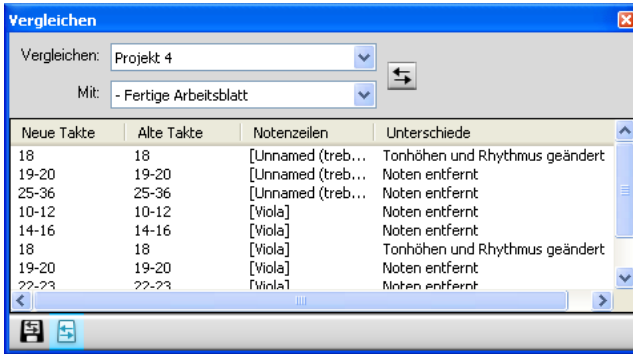 Vergleichen
Vergleichen: Projekt 4
Mit: - Fertige Arbeitsblatt
Neue Takte Alte Takte Notenzeilen Unterschiede
18 18 [Unnamed (treb... Tonhöhen und Rhythmus geändert
19-20 19-20 [Unnamed (treb... Noten entfernt
25-36 25-36 [Unnamed (treb... Noten entfernt
10-12 10-12 [Viola] Noten entfernt
14-16 14-16 [Viola] Noten entfernt
18 18 [Viola] Tonhöhen und Rhythmus geändert
19-20 19-20 [Viola] Noten entfernt
22-23 22-23 [Viola] Noten entfernt